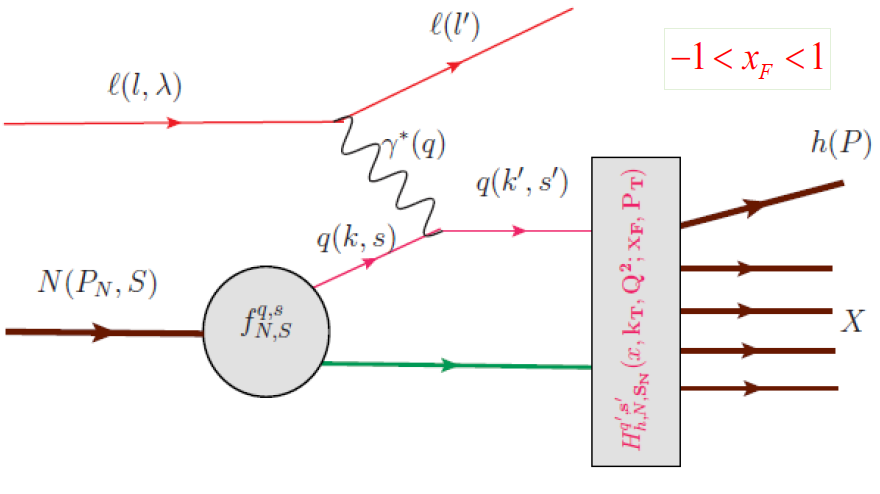 ℓ(l′)
−1 < x_F < 1
ℓ(l, λ)
γ*(q)
h(P)
q(k′, s′)
q(k, s)
N(P_N, S)
f^{q,s}_{N,S}
X
H^{q′,s′}_{h,N,S_N}(x, k_T, Q²; x_F, P_T)